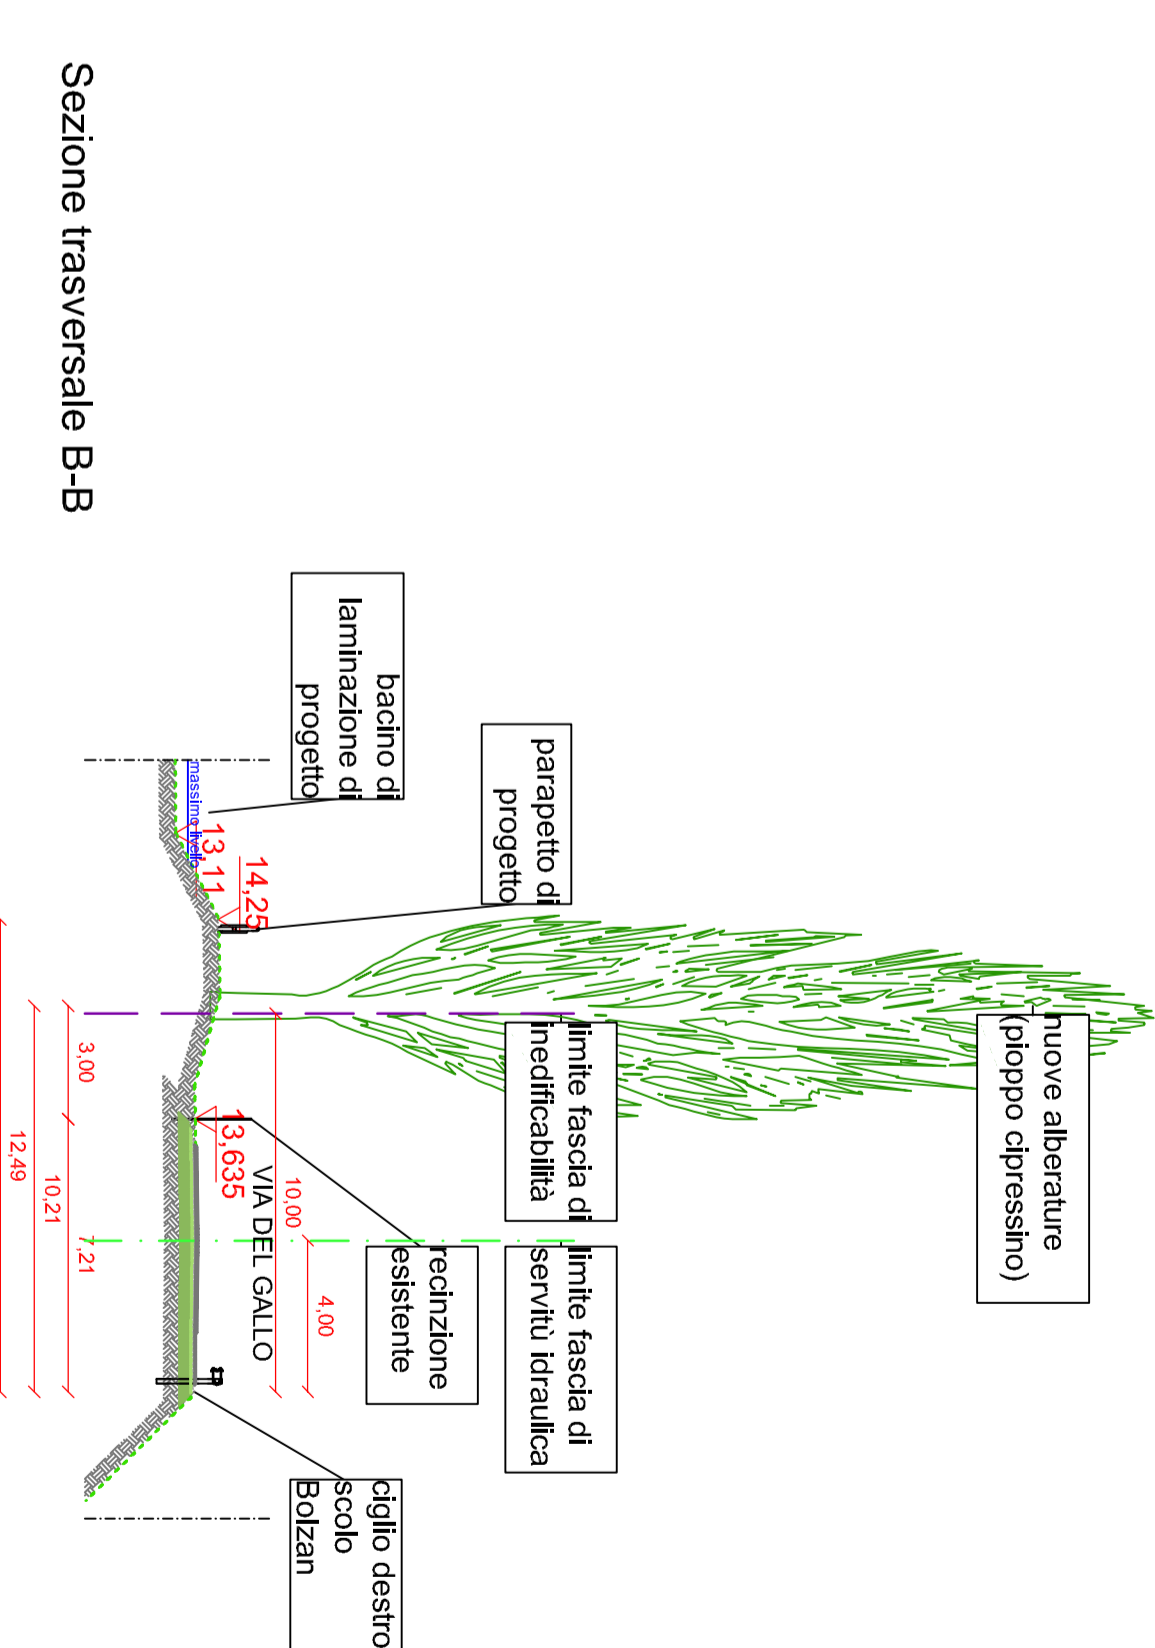 Sezione trasversale B-B
nuove alberature
(pioppo cipressino)
parapetto di
progetto
limite fascia di
inedificabilità
limite fascia di
servitù idraulica
bacino di
laminazione di
progetto
recinzione
esistente
ciglio destro
scolo
Bolzan
massimo livello
13,11
14,25
13,635
VIA DEL GALLO
4,00
10,00
3,00
7,21
10,21
12,49